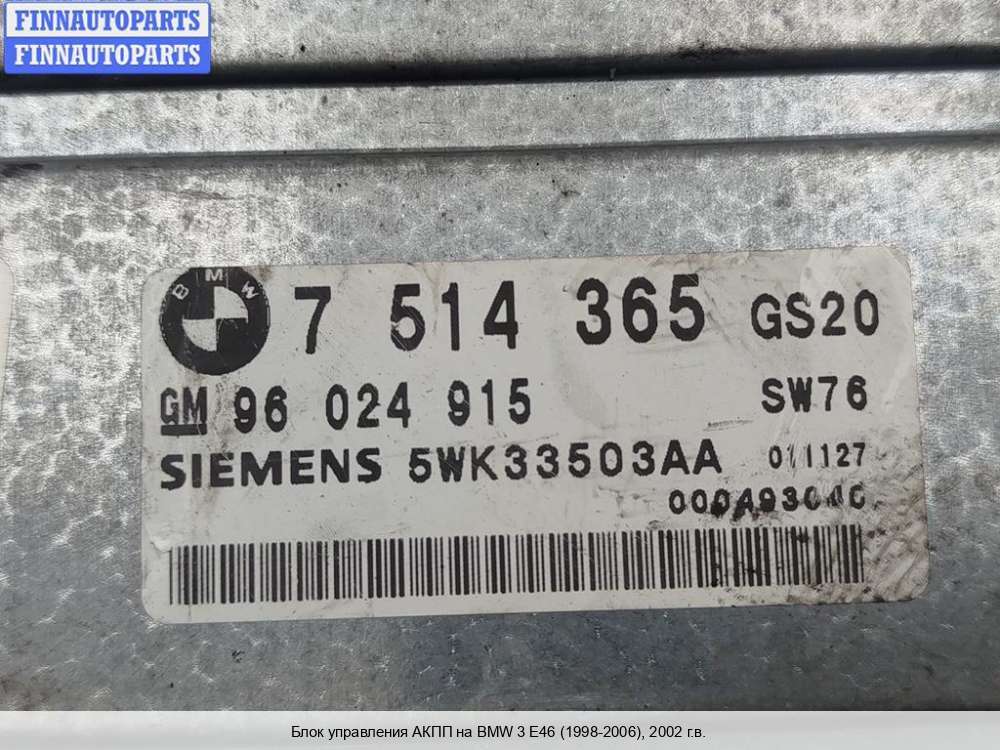 FINNAUTOPARTS
FINNAUTOPARTS
BMW 7 514 365 GS20
GM 96 024 915 SW76
SIEMENS 5WK33503AA 011127
Блок управления АКПП на BMW 3 E46 (1998-2006), 2002 г.в.